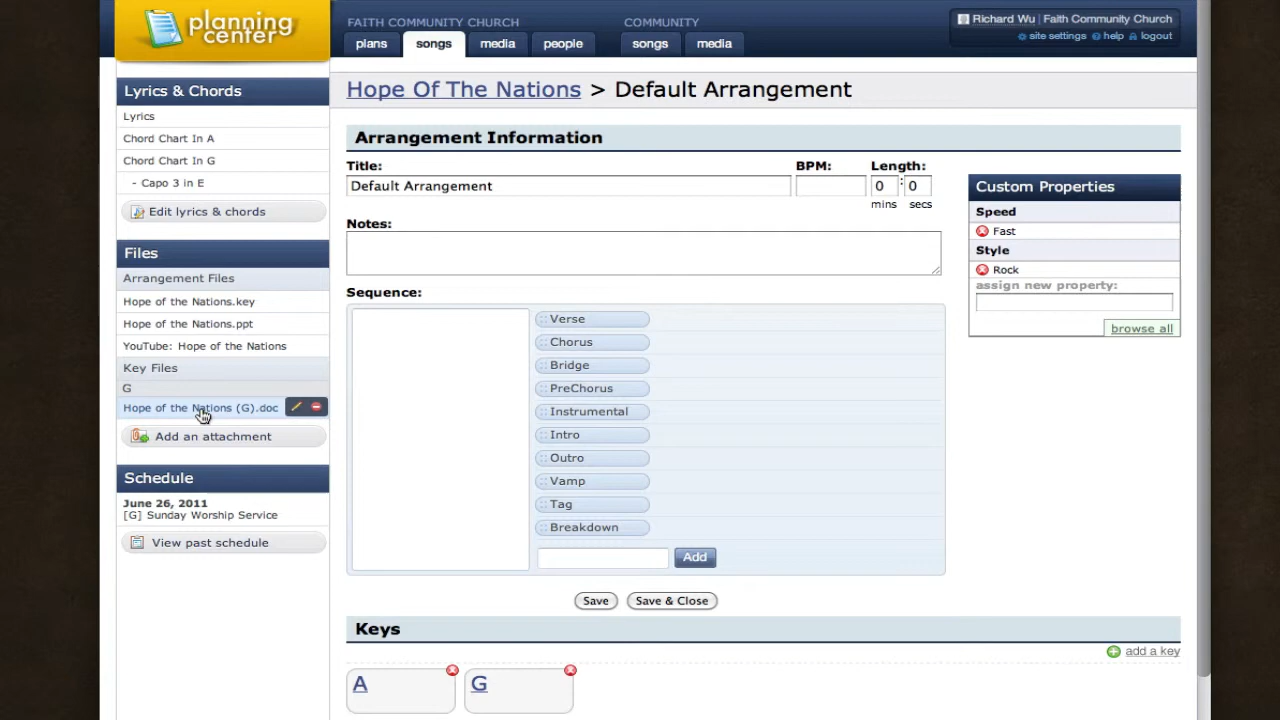 planning
center
FAITH COMMUNITY CHURCH
COMMUNITY
plans
songs
media
people
songs
media
Richard Wu | Faith Community Church
site settings help logout
Lyrics & Chords
Lyrics
Chord Chart In A
Chord Chart In G
- Capo 3 in E
Edit lyrics & chords
Files
Arrangement Files
Hope of the Nations.key
Hope of the Nations.ppt
YouTube: Hope of the Nations
Key Files
G
Hope of the Nations (G).doc
Add an attachment
Schedule
June 26, 2011
[G] Sunday Worship Service
View past schedule
Hope Of The Nations > Default Arrangement
Arrangement Information
Title:
BPM:
Length:
Default Arrangement
0 : 0
mins secs
Notes:
Sequence:
Verse
Chorus
Bridge
PreChorus
Instrumental
Intro
Outro
Vamp
Tag
Breakdown
Add
Save
Save & Close
Custom Properties
Speed
Fast
Style
Rock
assign new property:
browse all
Keys
add a key
A
G